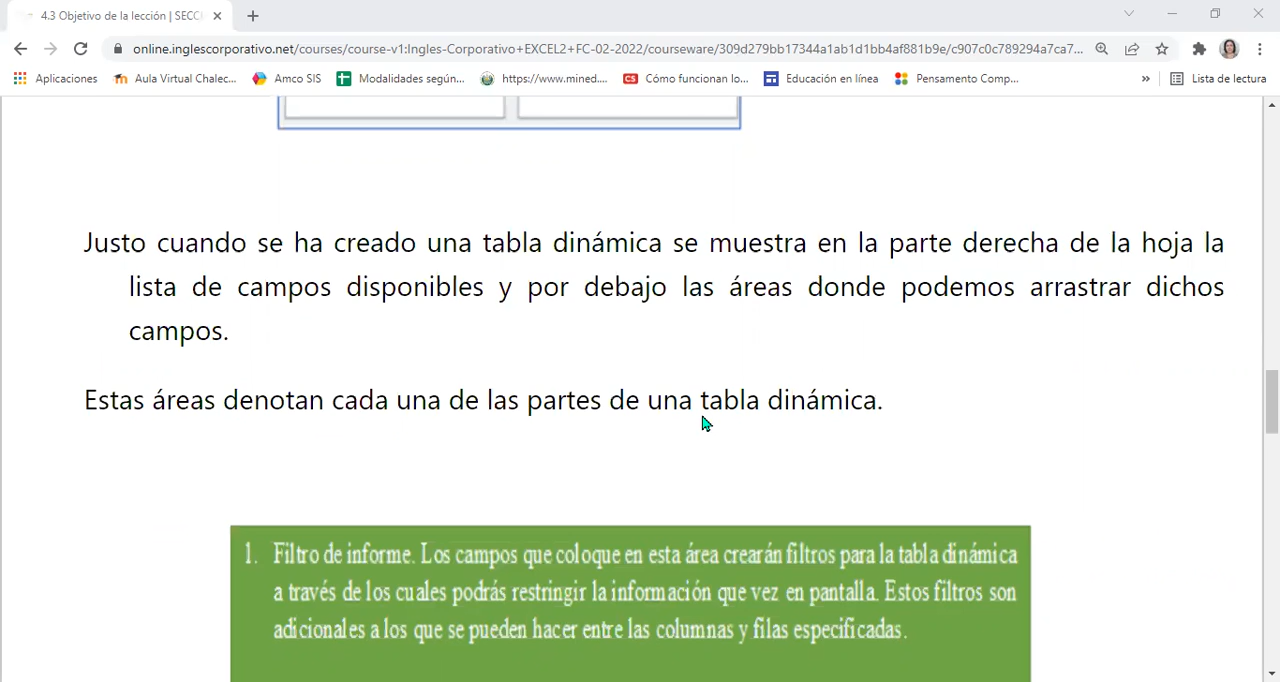 4.3 Objetivo de la lección | SECCI
online.inglescorporativo.net/courses/course-v1:Ingles-Corporativo+EXCEL2+FC-02-2022/courseware/309d279bb17344a1ab1d1bb4af881b9e/c907c0c789294a7ca7...
Aplicaciones Aula Virtual Chalec... Amco SIS Modalidades según,... https://www.mined.... CS Cómo funcionan lo... Educación en línea Pensamiento Comp... » Lista de lectura
Justo cuando se ha creado una tabla dinámica se muestra en la parte derecha de la hoja la
lista de campos disponibles y por debajo las áreas donde podemos arrastrar dichos
campos.
Estas áreas denotan cada una de las partes de una tabla dinámica.
1. Filtro de informe. Los campos que coloque en esta área crearán filtros para la tabla dinámica
a través de los cuales podrás restringir la información que vez en pantalla. Estos filtros son
adicionales a los que se pueden hacer entre las columnas y filas especificadas.